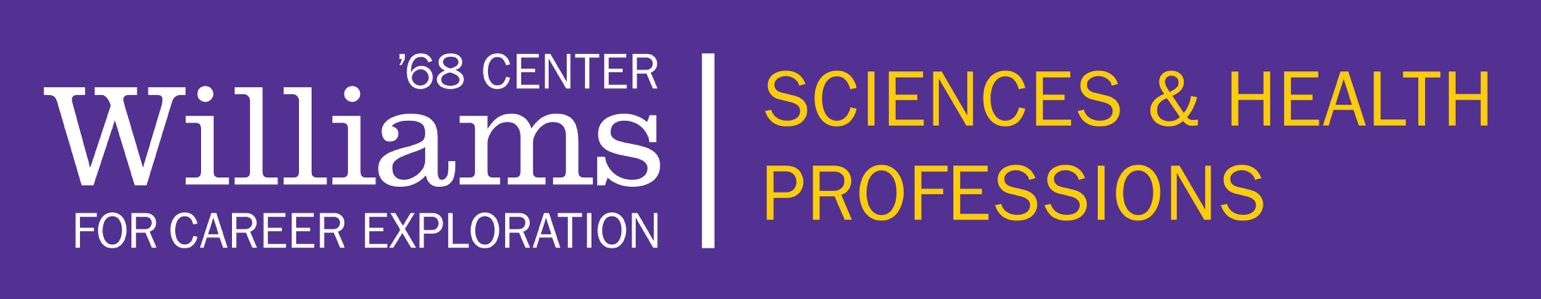 '68 CENTER
Williams
FOR CAREER EXPLORATION
SCIENCES & HEALTH
PROFESSIONS